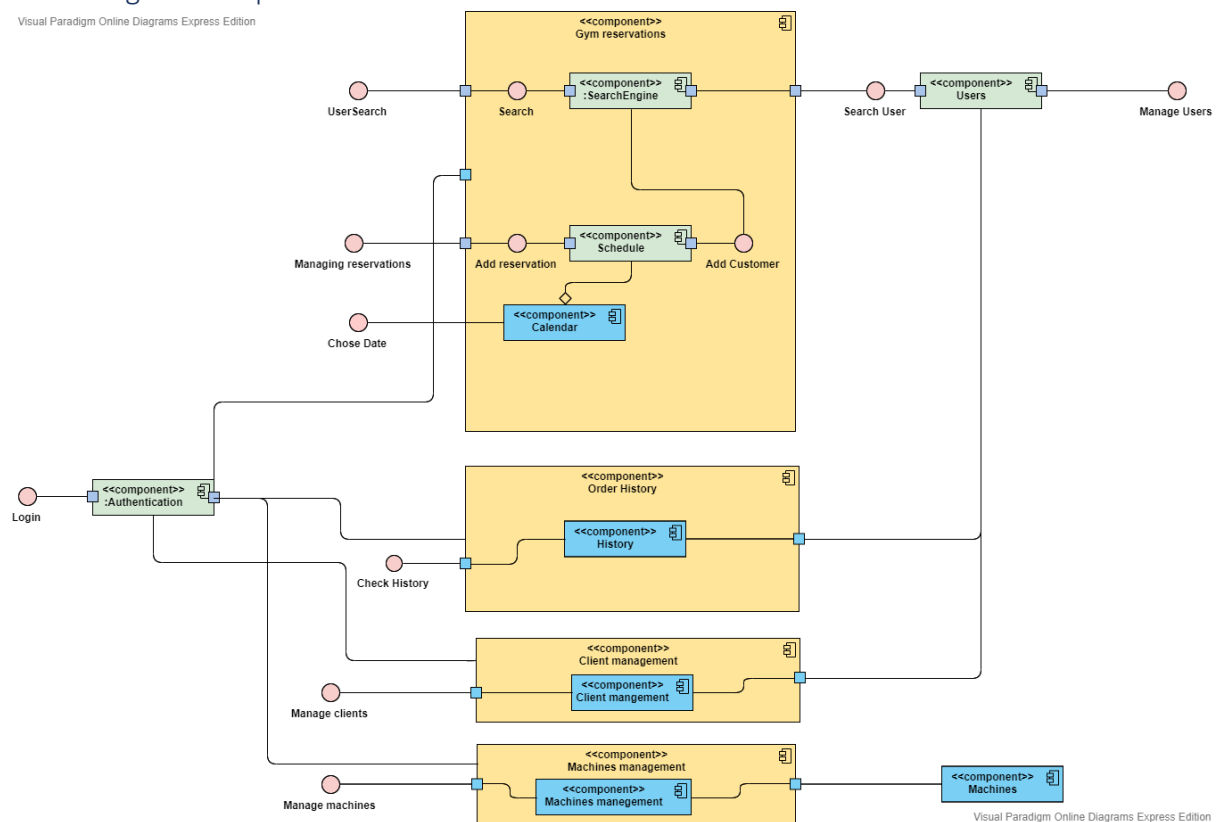 Visual Paradigm Online Diagrams Express Edition
<<component>>
Gym reservations
<<component>>
:SearchEngine
<<component>>
Users
UserSearch
Search
Search User
Manage Users
<<component>>
Schedule
Managing reservations
Add reservation
Add Customer
<<component>>
Calendar
Chose Date
<<component>>
Order History
<<component>>
:Authentication
Login
<<component>>
History
Check History
<<component>>
Client management
<<component>>
Client mangement
Manage clients
<<component>>
Machines management
<<component>>
Machines manegement
<<component>>
Machines
Manage machines
Visual Paradigm Online Diagrams Express Edition